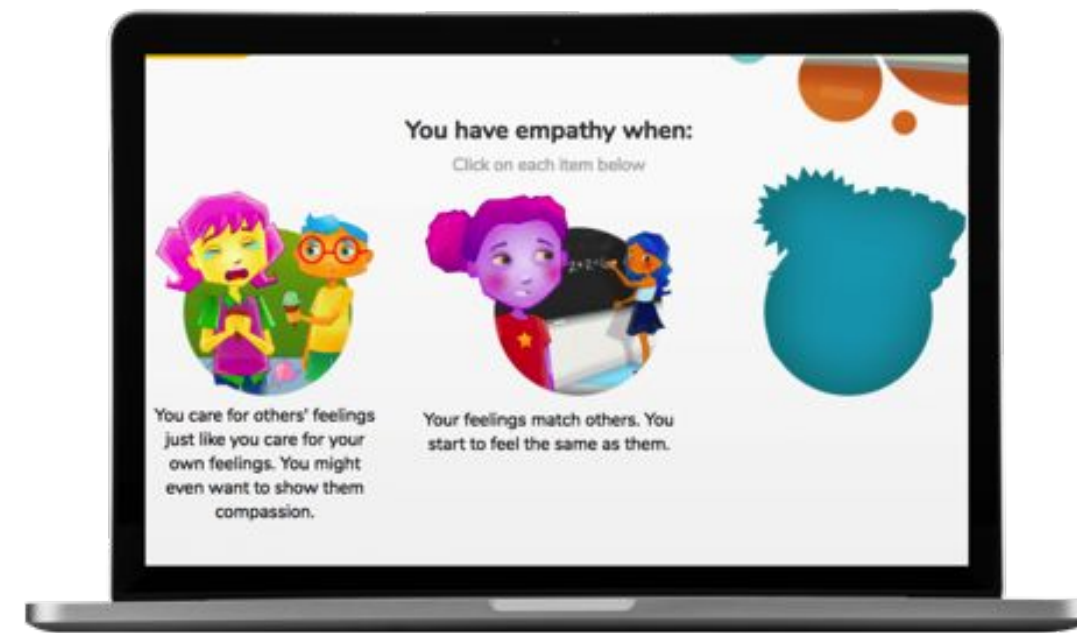 You have empathy when:
Click on each item below
You care for others' feelings
just like you care for your
own feelings. You might
even want to show them
compassion.
Your feelings match others. You
start to feel the same as them.